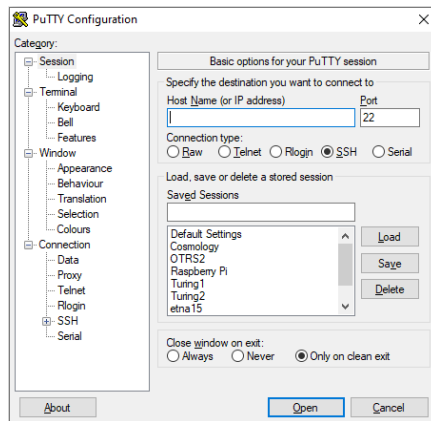 PuTTY Configuration
Category:
Session
Logging
Terminal
Keyboard
Bell
Features
Window
Appearance
Behaviour
Translation
Selection
Colours
Connection
Data
Proxy
Telnet
Rlogin
SSH
Serial
Basic options for your PuTTY session
Specify the destination you want to connect to
Host Name (or IP address) Port
22
Connection type:
Raw Telnet Rlogin SSH Serial
Load, save or delete a stored session
Saved Sessions
Default Settings
Cosmology
OTRS2
Raspberry Pi
Turing1
Turing2
etna15
Load
Save
Delete
Close window on exit:
Always Never Only on clean exit
About Open Cancel